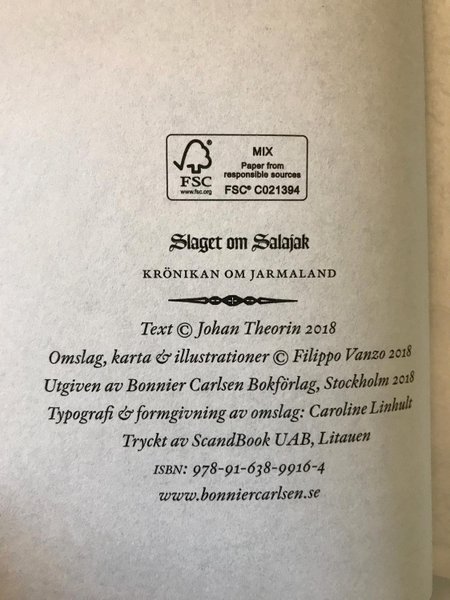 FSC
www.fsc.org
MIX
Paper from
responsible sources
FSC® C021394
Slaget om Salajak
KRÖNIKAN OM JARMALAND
Text © Johan Theorin 2018
Omslag, karta & illustrationer © Filippo Vanzo 2018
Utgiven av Bonnier Carlsen Bokförlag, Stockholm 2018
Typografi & formgivning av omslag: Caroline Linhult
Tryckt av ScandBook UAB, Litauen
ISBN: 978-91-638-9916-4
www.bonniercarlsen.se